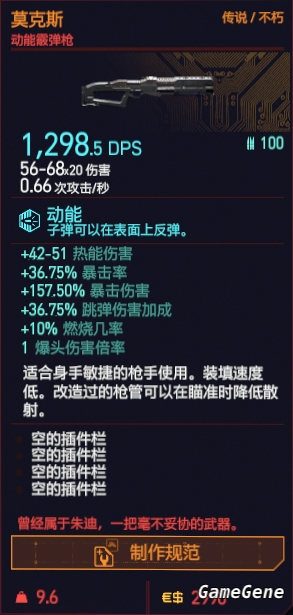 莫克斯 传说 / 不朽
动能霰弹枪
1,298.5 DPS 100
56-68x20 伤害
0.66 次攻击/秒
动能
子弹可以在表面上反弹。
+42-51 热能伤害
+36.75% 暴击率
+157.50% 暴击伤害
+36.75% 跳弹伤害加成
+10% 燃烧几率
1 爆头伤害倍率
适合身手敏捷的枪手使用。装填速度
低。改造过的枪管可以在瞄准时降低散
射。
空的插件栏
空的插件栏
空的插件栏
空的插件栏
曾经属于朱迪，一把毫不妥协的武器。
制作规范
9.6 €$
GameGene